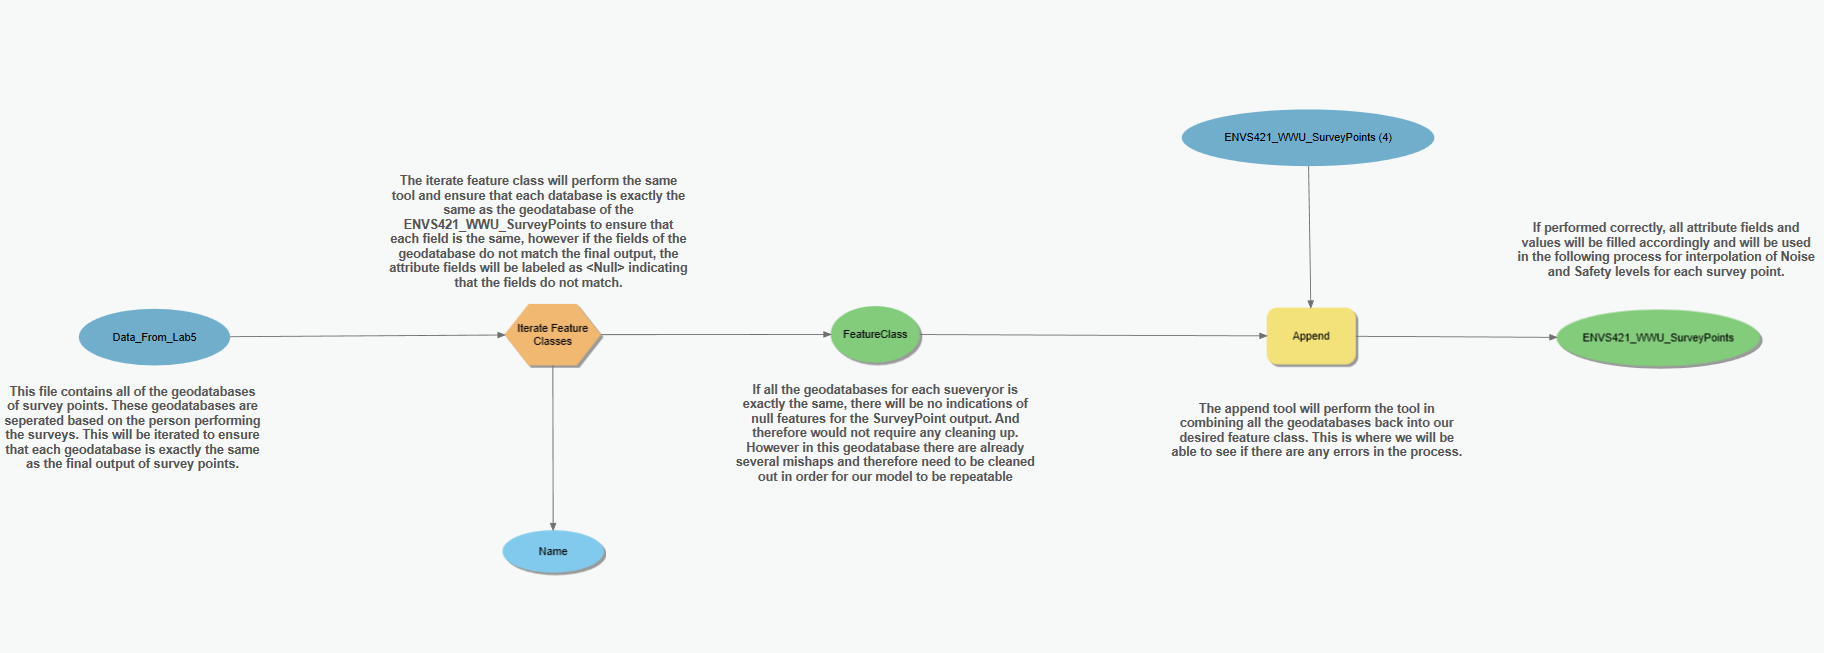 ENVS421_WWU_SurveyPoints (4)
The iterate feature class will perform the same
tool and ensure that each database is exactly the
same as the geodatabase of the
ENVS421_WWU_SurveyPoints to ensure that
each field is the same, however if the fields of the
geodatabase do not match the final output, the
attribute fields will be labeled as <Null> indicating
that the fields do not match.
If performed correctly, all attribute fields and
values will be filled accordingly and will be used
in the following process for interpolation of Noise
and Safety levels for each survey point.
Data_From_Lab5
Iterate Feature
Classes
FeatureClass
Append
ENVS421_WWU_SurveyPoints
This file contains all of the geodatabases
of survey points. These geodatabases are
seperated based on the person performing
the surveys. This will be iterated to ensure
that each geodatabase is exactly the same
as the final output of survey points.
If all the geodatabases for each sueveryor is
exactly the same, there will be no indications of
null features for the SurveyPoint output. And
therefore would not require any cleaning up.
However in this geodatabase there are already
several mishaps and therefore need to be cleaned
out in order for our model to be repeatable
The append tool will perform the tool in
combining all the geodatabases back into our
desired feature class. This is where we will be
able to see if there are any errors in the process.
Name